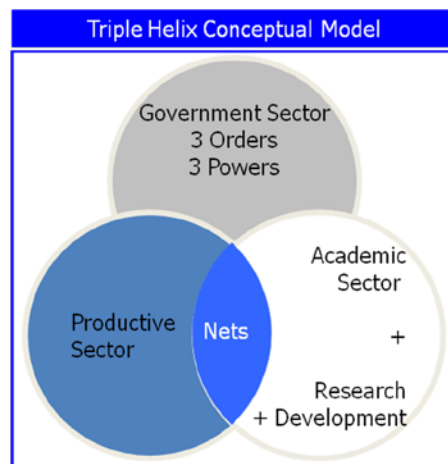 Triple Helix Conceptual Model
Government Sector
3 Orders
3 Powers
Productive
Sector
Nets
Academic
Sector
+
Research
+ Development